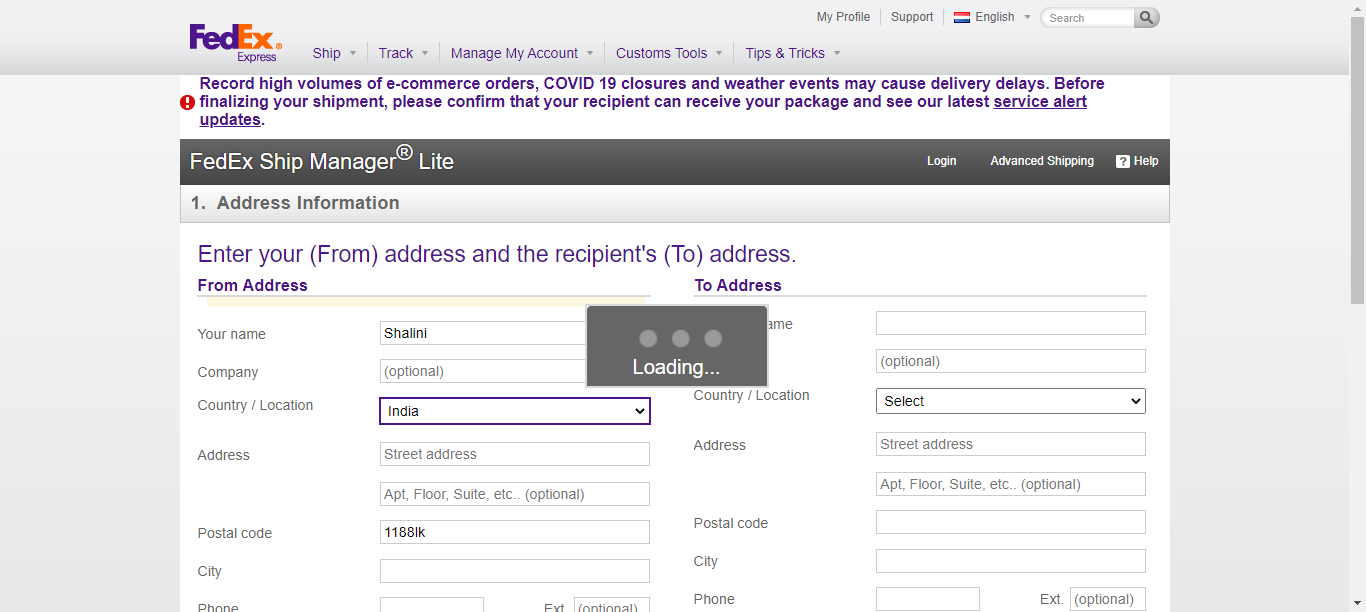 My Profile Support English Search
FedEx® Express
Ship Track Manage My Account Customs Tools Tips & Tricks
Record high volumes of e-commerce orders, COVID 19 closures and weather events may cause delivery delays. Before
finalizing your shipment, please confirm that your recipient can receive your package and see our latest service alert
updates.
FedEx Ship Manager® Lite Login Advanced Shipping ? Help
1. Address Information
Enter your (From) address and the recipient's (To) address.
From Address
Your name Shalini
Company (optional)
Country / Location India
Address Street address
Apt, Floor, Suite, etc.. (optional)
Postal code 1188lk
City
Phone Ext. (optional)
Loading...
To Address
(optional)
Country / Location Select
Address Street address
Apt, Floor, Suite, etc.. (optional)
Postal code
City
Phone Ext. (optional)